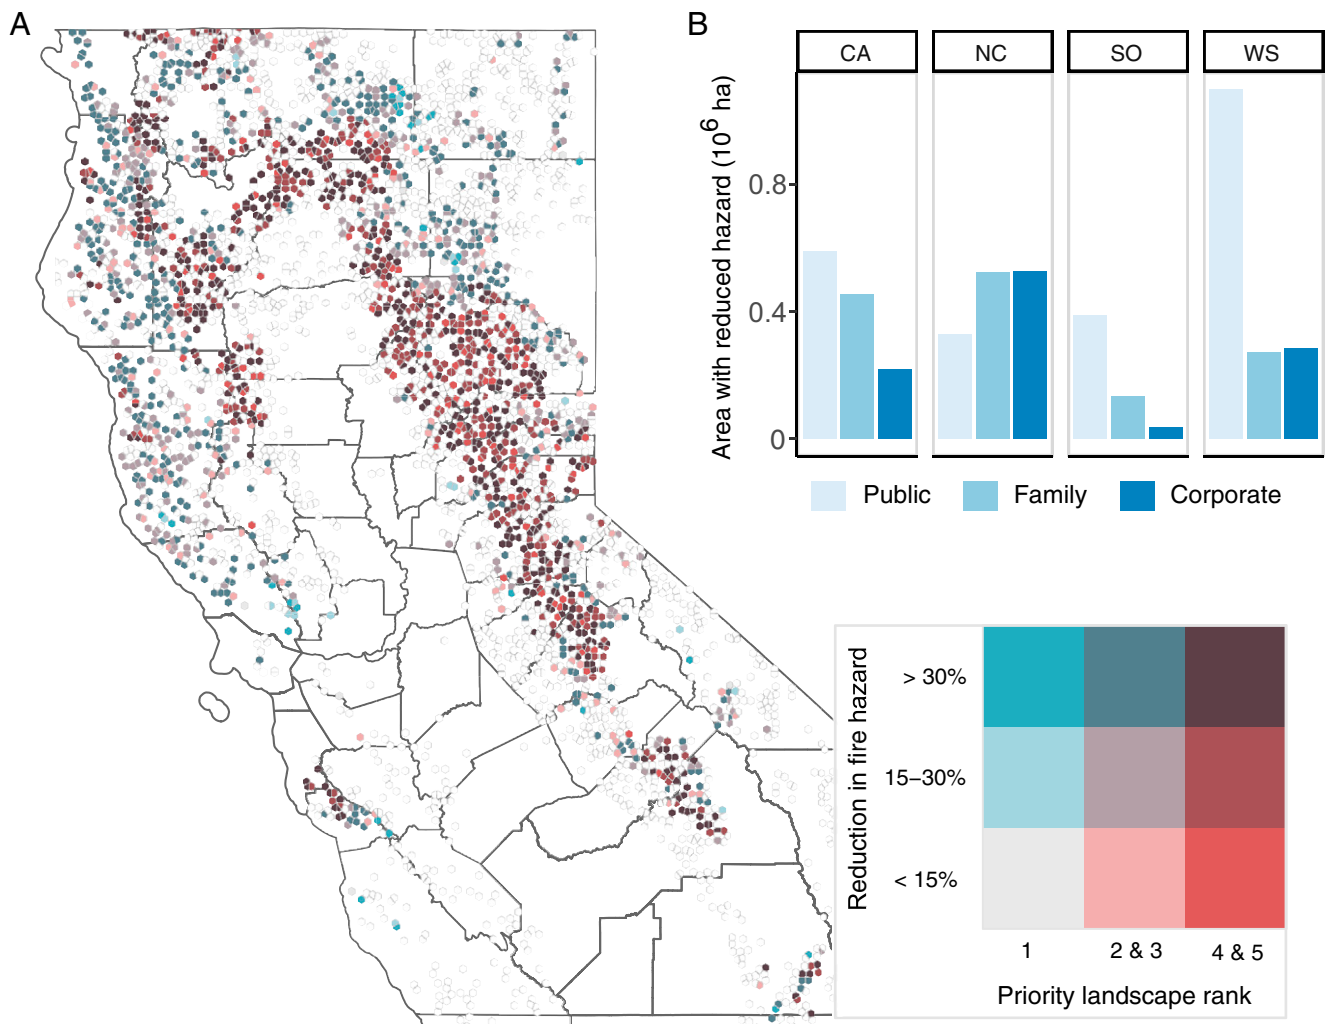 A
B
CA NC SO WS
Area with reduced hazard (10⁶ ha)
0.8
0.4
0
Public Family Corporate
Reduction in fire hazard
> 30%
15–30%
< 15%
1 2 & 3 4 & 5
Priority landscape rank